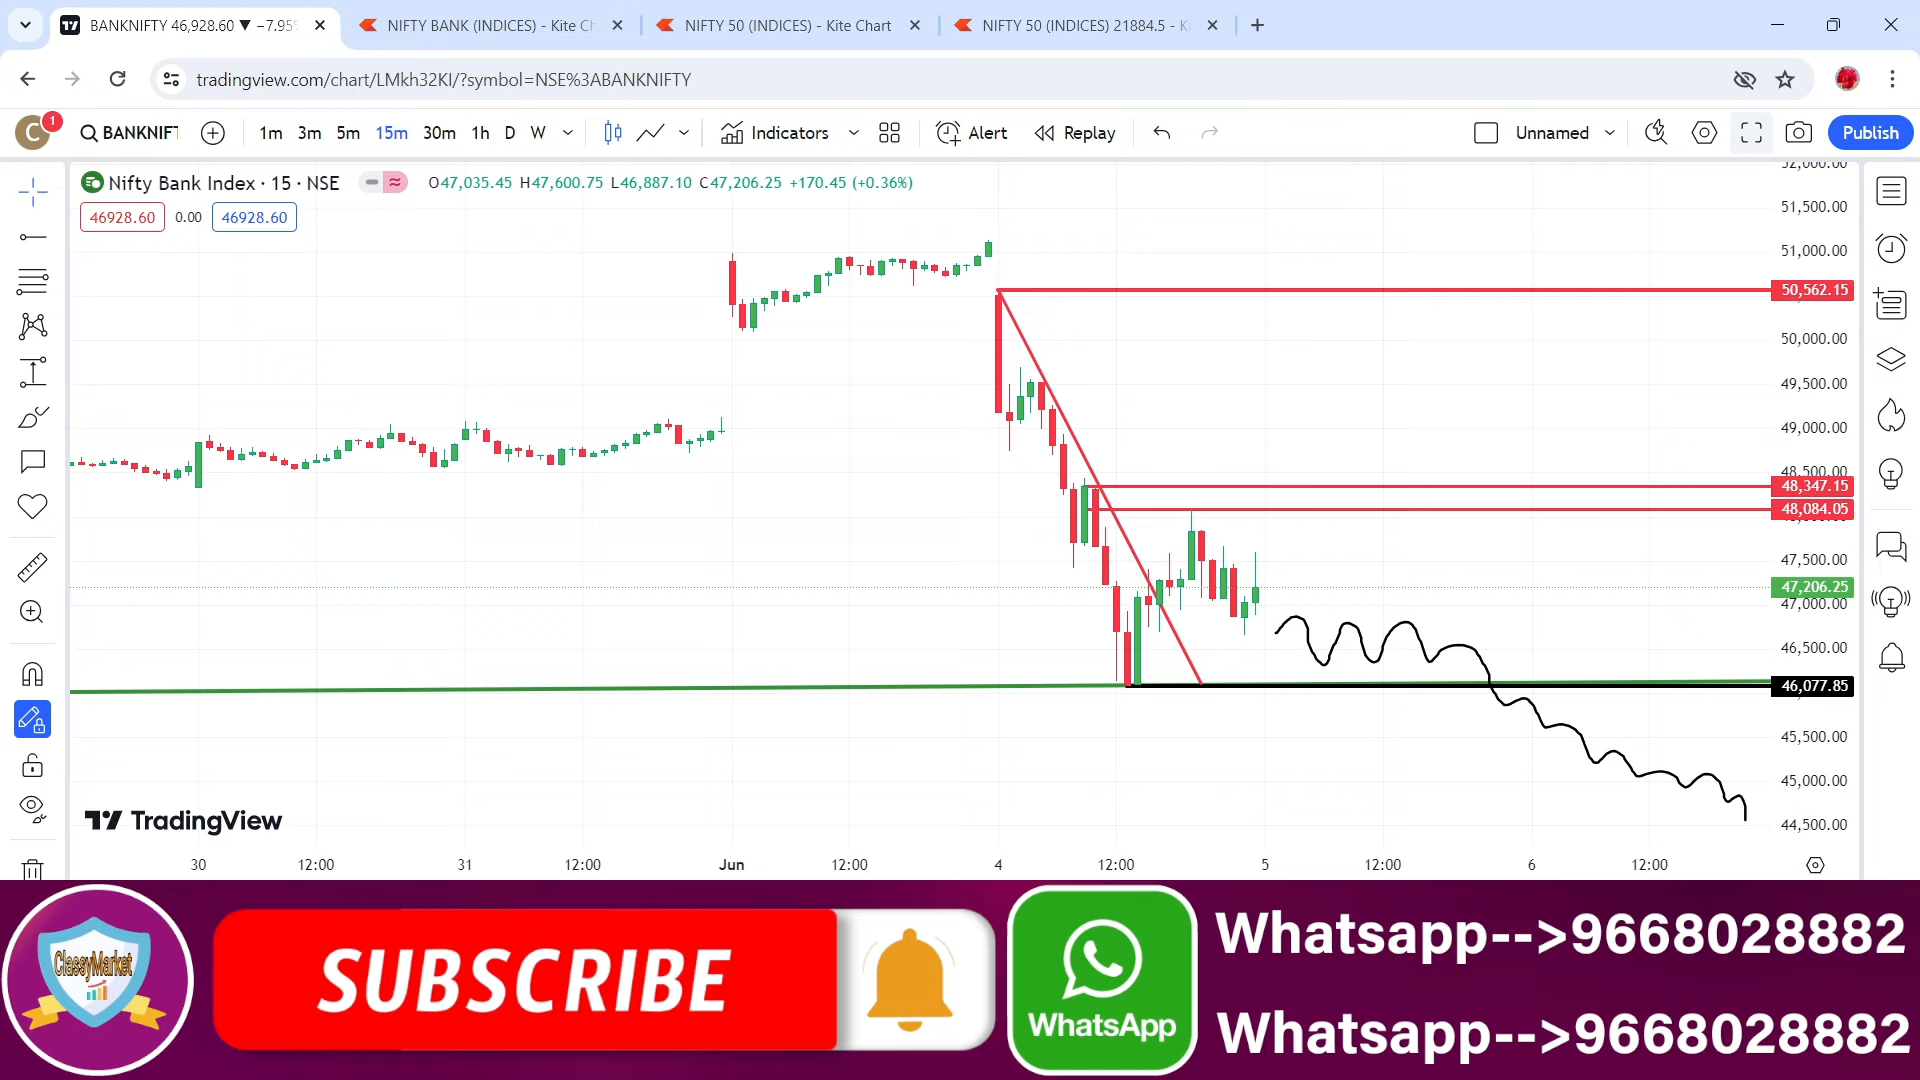 BANKNIFTY 46,928.60 ▼ −7.95%
NIFTY BANK (INDICES) - Kite Ch
NIFTY 50 (INDICES) - Kite Chart
NIFTY 50 (INDICES) 21884.5 - Ki
tradingview.com/chart/LMkh32KI/?symbol=NSE%3ABANKNIFTY
C
1
BANKNIFT
1m 3m 5m 15m 30m 1h D W
Indicators
Alert
Replay
Unnamed
Publish
Nifty Bank Index · 15 · NSE
O47,035.45 H47,600.75 L46,887.10 C47,206.25 +170.45 (+0.36%)
46928.60 0.00 46928.60
52,000.00
51,500.00
51,000.00
50,562.15
50,000.00
49,500.00
49,000.00
48,500.00
48,347.15
48,084.05
47,500.00
47,206.25
47,000.00
46,500.00
46,077.85
45,500.00
45,000.00
44,500.00
TradingView
30 12:00 31 12:00 Jun 12:00 4 12:00 5 12:00 6 12:00
ClassyMarket
SUBSCRIBE
WhatsApp
Whatsapp-->9668028882
Whatsapp-->9668028882